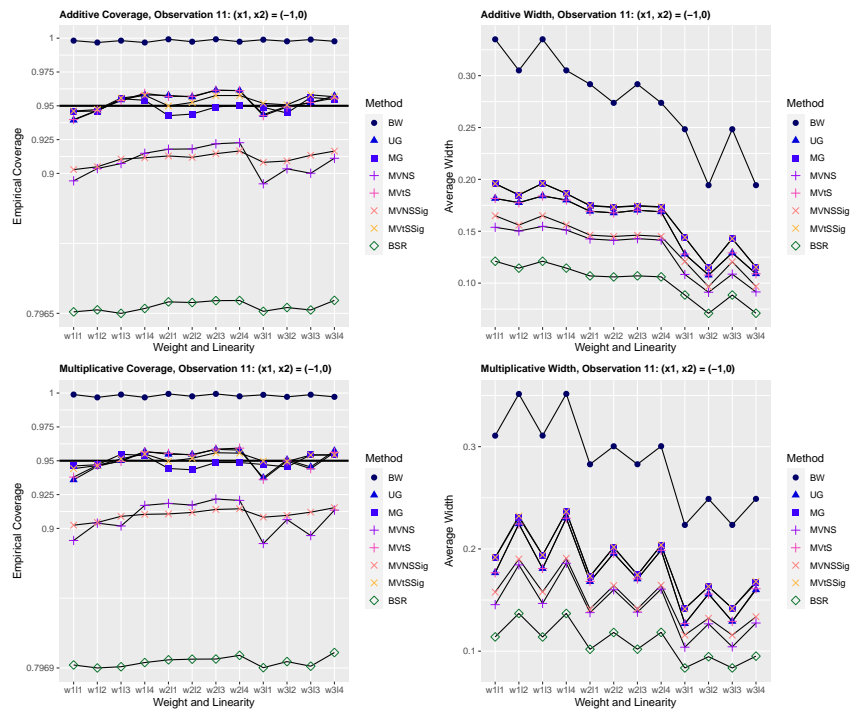 Additive Coverage, Observation 11: (x1, x2) = (−1,0)
Empirical Coverage
1
0.975
0.95
0.925
0.9
0.7965
w1l1 w1l2 w1l3 w1l4 w2l1 w2l2 w2l3 w2l4 w3l1 w3l2 w3l3 w3l4
Weight and Linearity
Method
BW
UG
MG
MVNS
MVtS
MVNSSig
MVtSSig
BSR
Additive Width, Observation 11: (x1, x2) = (−1,0)
Average Width
0.30
0.25
0.20
0.15
0.10
w1l1 w1l2 w1l3 w1l4 w2l1 w2l2 w2l3 w2l4 w3l1 w3l2 w3l3 w3l4
Weight and Linearity
Method
BW
UG
MG
MVNS
MVtS
MVNSSig
MVtSSig
BSR
Multiplicative Coverage, Observation 11: (x1, x2) = (−1,0)
Empirical Coverage
1
0.975
0.95
0.925
0.9
0.7969
w1l1 w1l2 w1l3 w1l4 w2l1 w2l2 w2l3 w2l4 w3l1 w3l2 w3l3 w3l4
Weight and Linearity
Method
BW
UG
MG
MVNS
MVtS
MVNSSig
MVtSSig
BSR
Multiplicative Width, Observation 11: (x1, x2) = (−1,0)
Average Width
0.3
0.2
0.1
w1l1 w1l2 w1l3 w1l4 w2l1 w2l2 w2l3 w2l4 w3l1 w3l2 w3l3 w3l4
Weight and Linearity
Method
BW
UG
MG
MVNS
MVtS
MVNSSig
MVtSSig
BSR